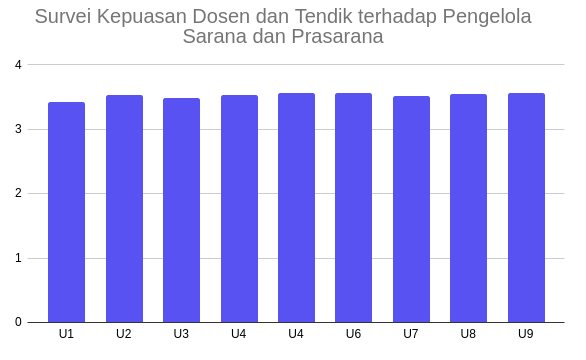 Survei Kepuasan Dosen dan Tendik terhadap Pengelola
Sarana dan Prasarana
4
3
2
1
0
U1 U2 U3 U4 U4 U6 U7 U8 U9